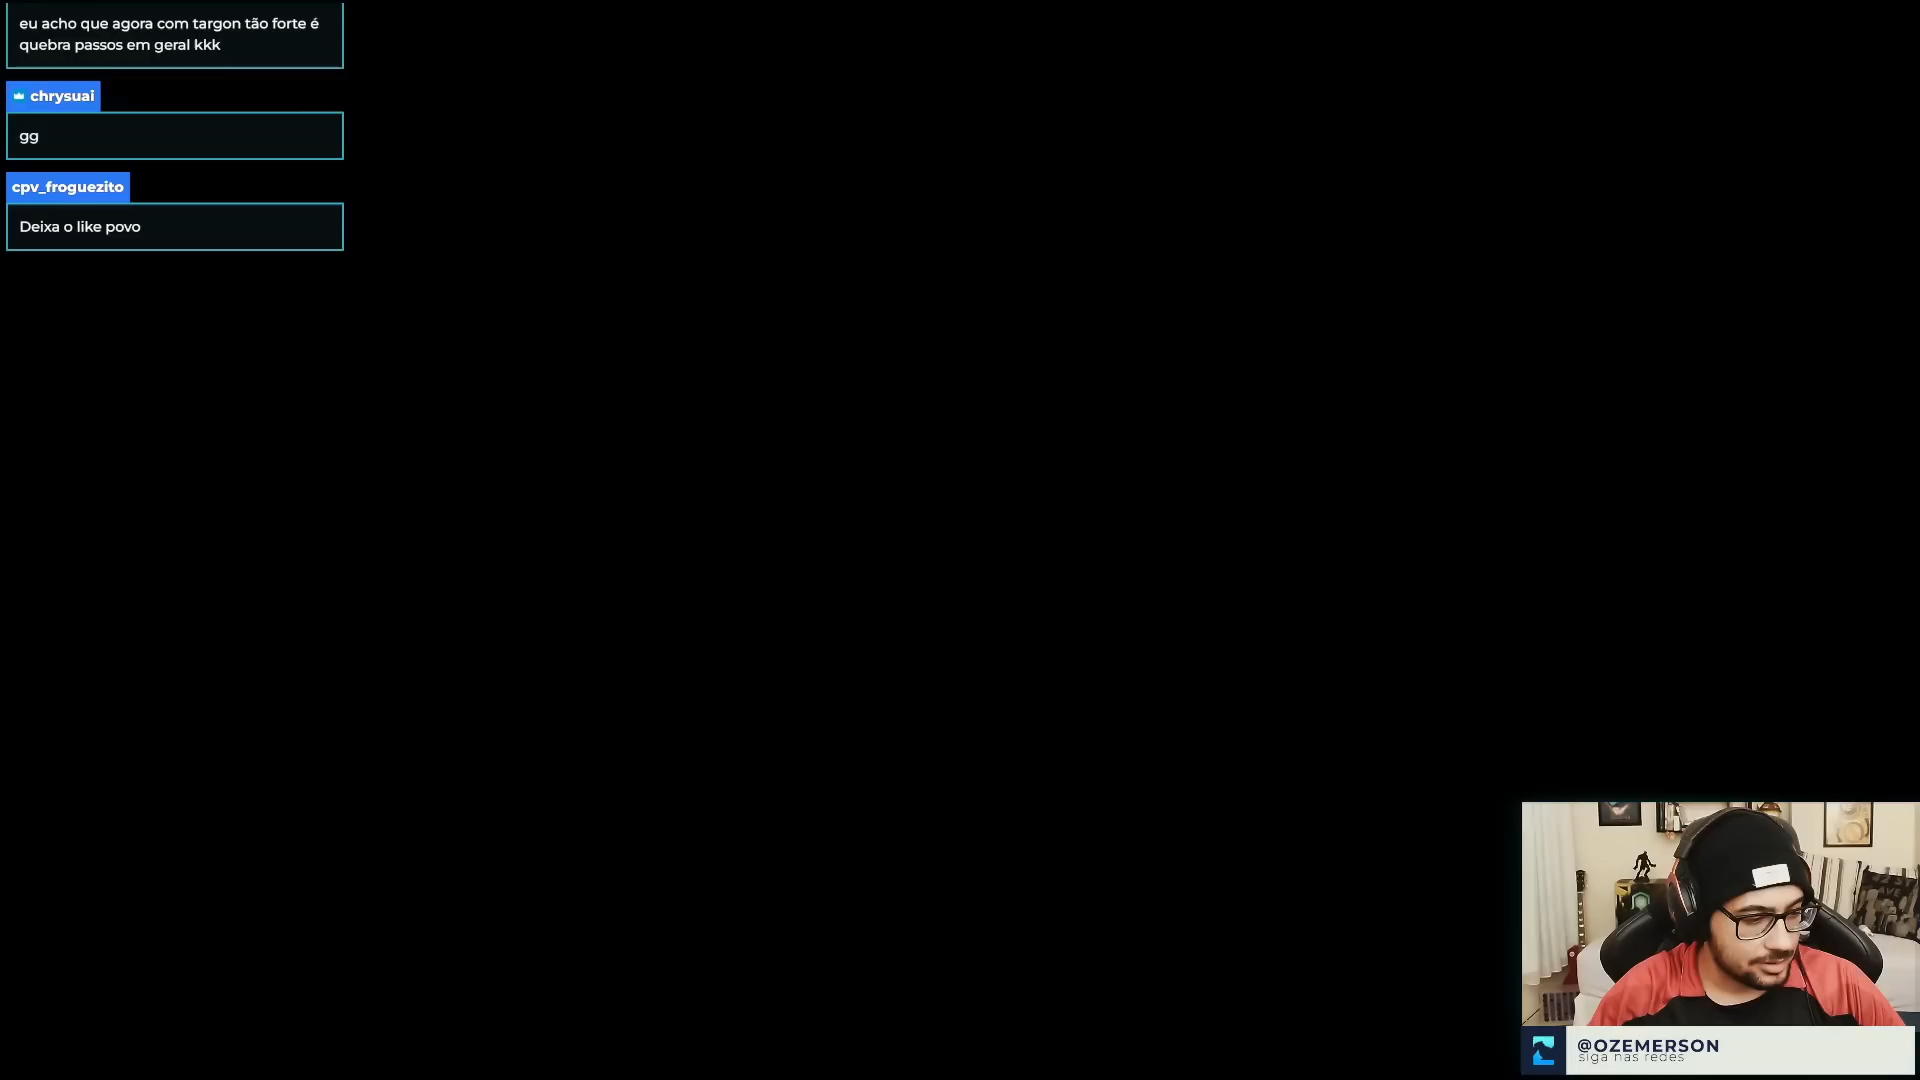 eu acho que agora com targon tão forte é
quebra passos em geral kkk
chrysuai
gg
cpv_froguezito
Deixa o like povo
@OZEMERSON
siga nas redes